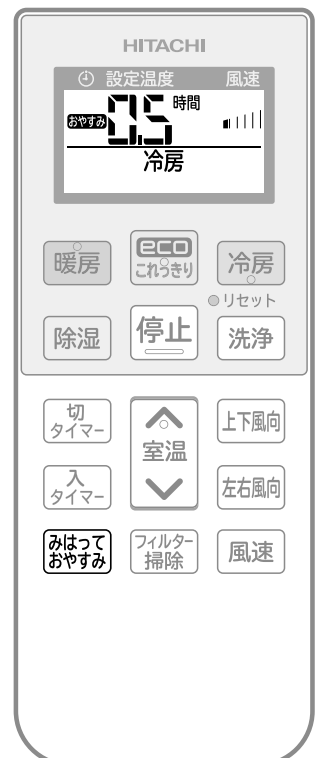 HITACHI
設定温度 風速
おやすみ 0.5 時間
冷房
暖房 eco これっきり 冷房
リセット
除湿 停止 洗浄
切タイマー 室温 上下風向
入タイマー 左右風向
みはっておやすみ フィルター掃除 風速